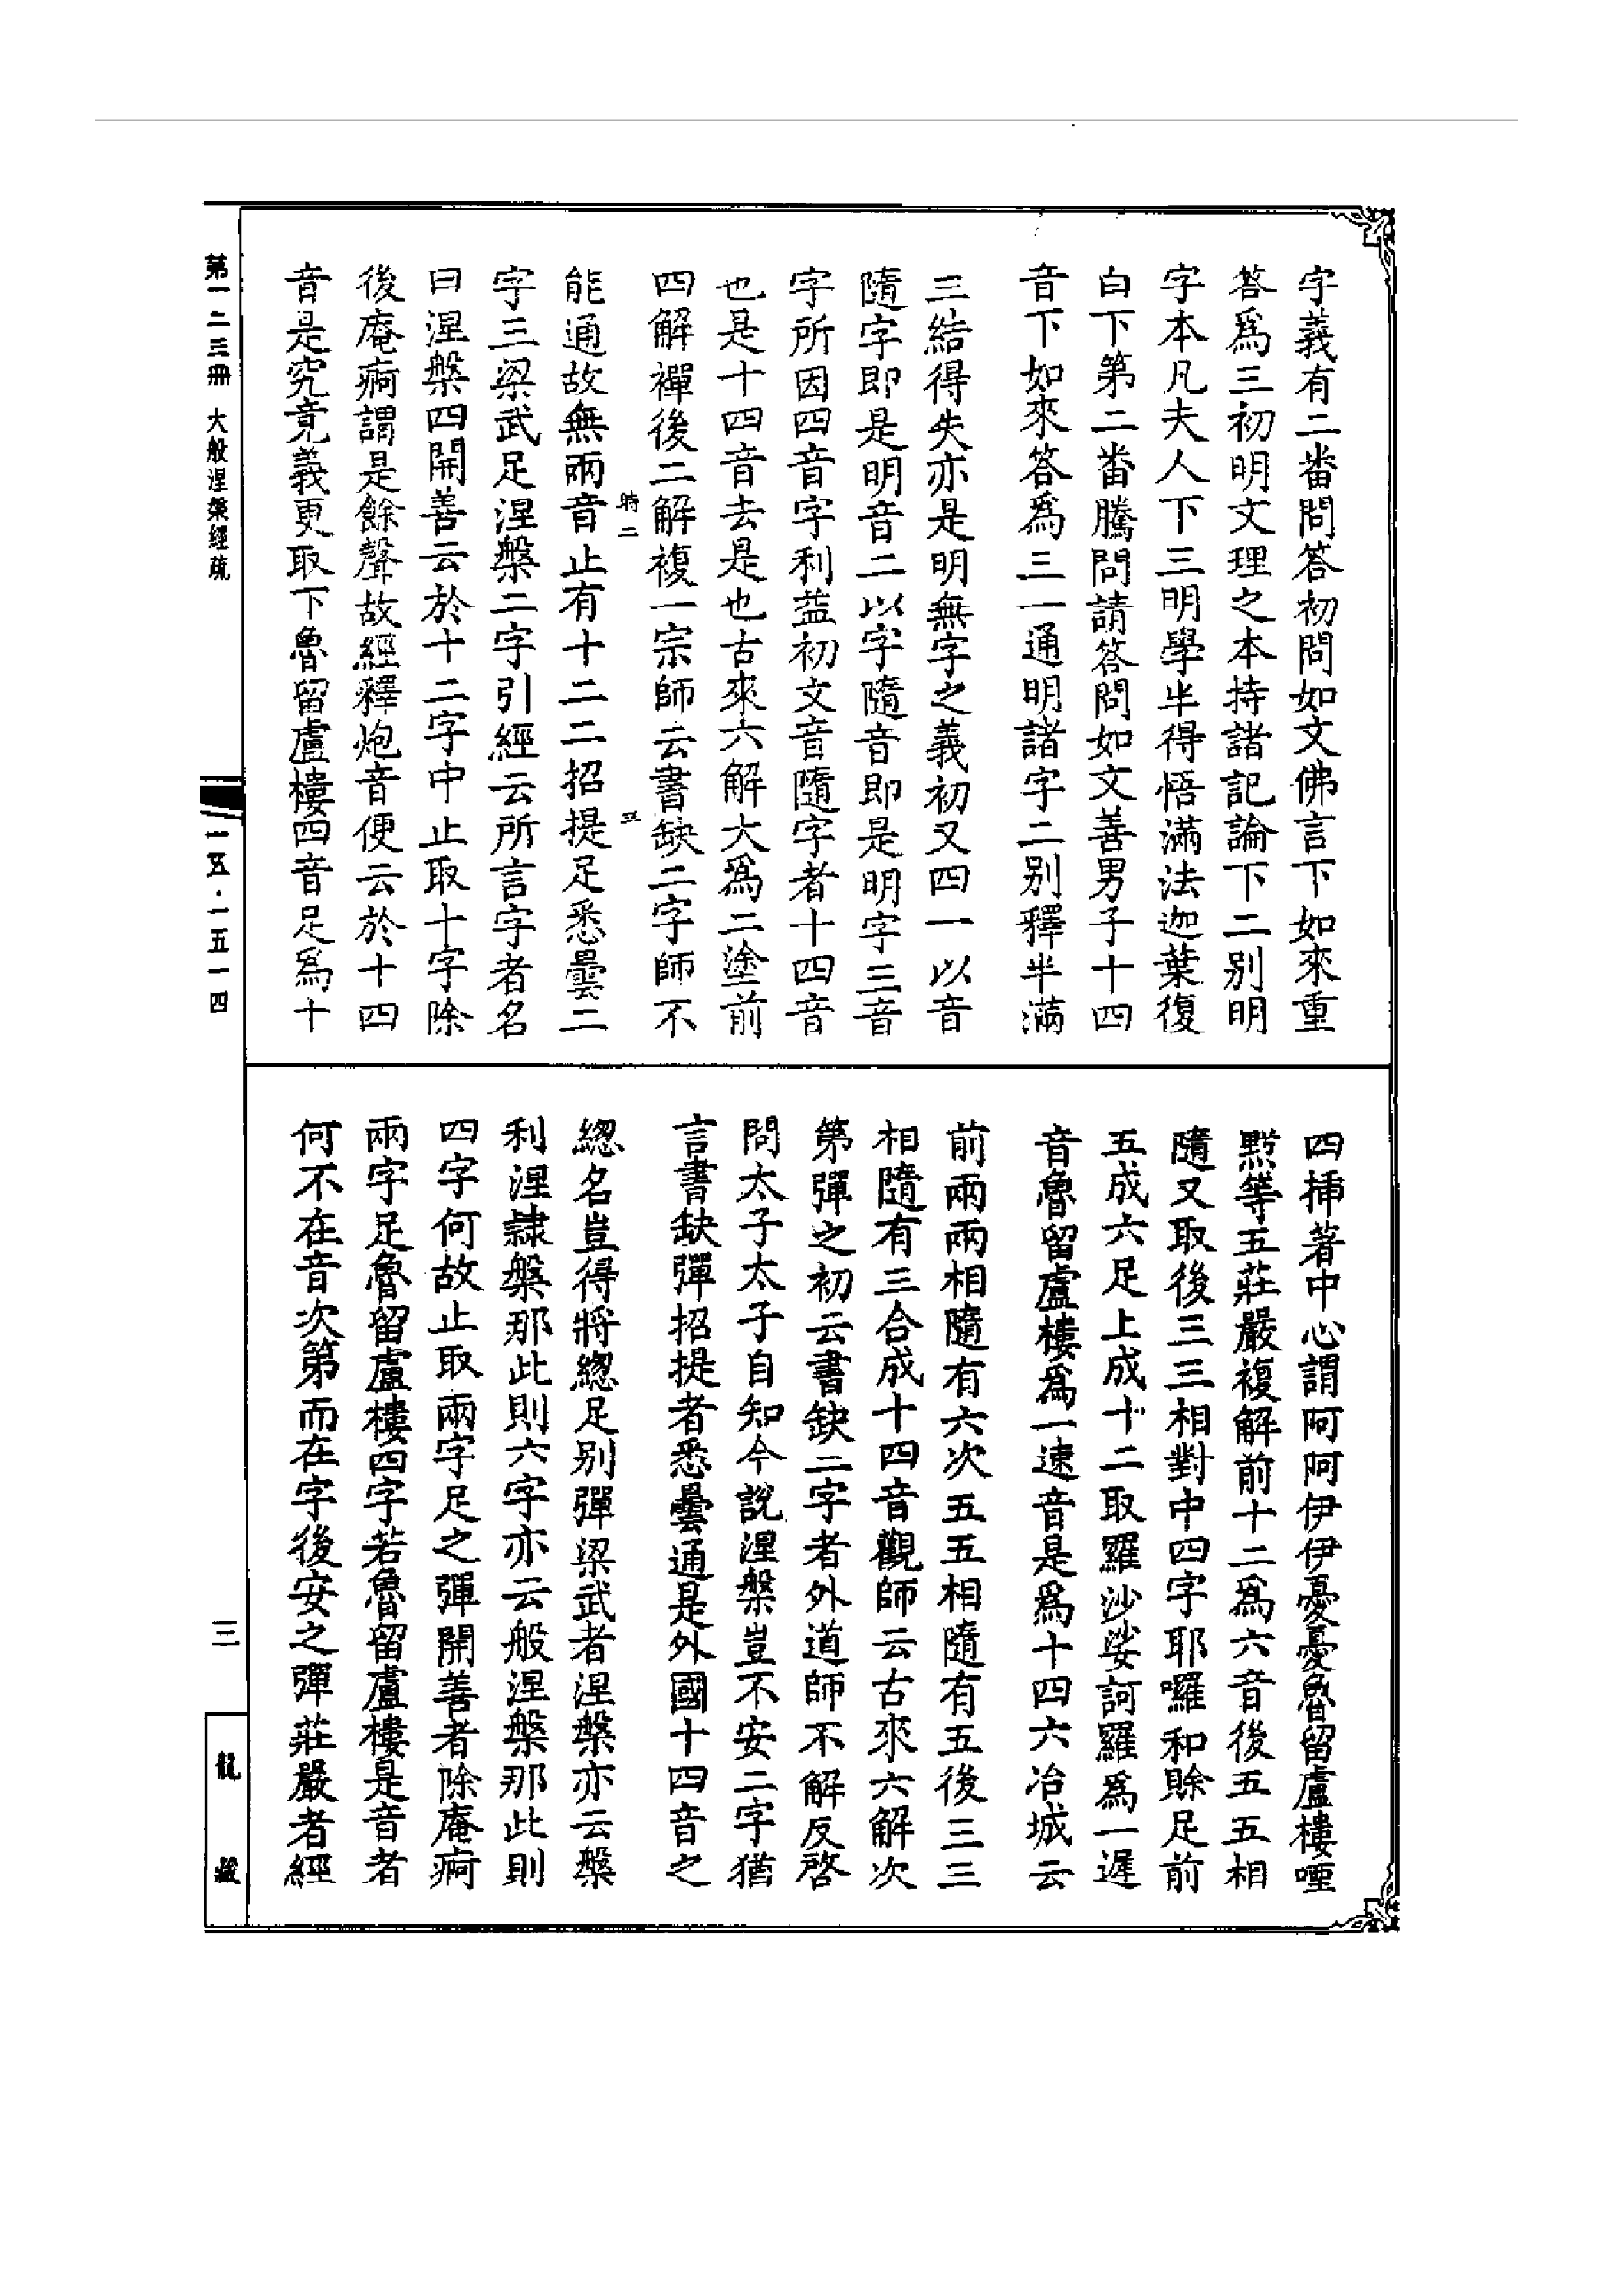 字義有二畨問答初問如文佛言下如來重
答爲三初明文理之本持諸記論下二別明
字本凡夫人下三明學半得悟滿法迦葉復
白下第二畨騰問請答問如文善男子十四
音下如來答爲三一通明諸字二別釋半滿
三結得失亦是明無字之義初又四一以音
隨字即是明音二以字隨音即是明字三音
字所因四音字利益初文音隨字者十四音
也是十四音去是也古來六解大爲二塗前
四解禪後二解複一宗師云書缺二字師不
能通故無兩音止有十二二招提足悉曇二
字三梁武足涅槃二字引經云所言字者名
曰涅槃四開善云於十二字中止取十字除
後庵痾謂是餘聲故經釋炮音便云於十四
音是究竟義更取下魯留盧樓四音足爲十
四揷著中心謂阿阿伊伊憂憂魯留盧樓哩
黙等五莊嚴複解前十二爲六音後五五相
隨又取後三三相對中四字耶囉和賒足前
五成六足上成十二取羅沙娑訶羅爲一遲
音魯留盧樓爲一速音是爲十四六冶城云
前兩兩相隨有六次五五相隨有五後三三
相隨有三合成十四音觀師云古來六解次
第彈之初云書缺二字者外道師不解反啓
問太子太子自知今說涅槃豈不安二字猶
言書缺彈招提者悉曇通是外國十四音之
緫名豈得將緫足別彈梁武者涅槃亦云槃
利涅隸槃那此則六字亦云般涅槃那此則
四字何故止取兩字足之彈開善者除庵痾
兩字足魯留盧樓四字若魯留盧樓是音者
何不在音次第而在字後安之彈莊嚴者經
時二
五
第一二三冊 大般涅槃經疏
一五·一五一四
三
龍藏